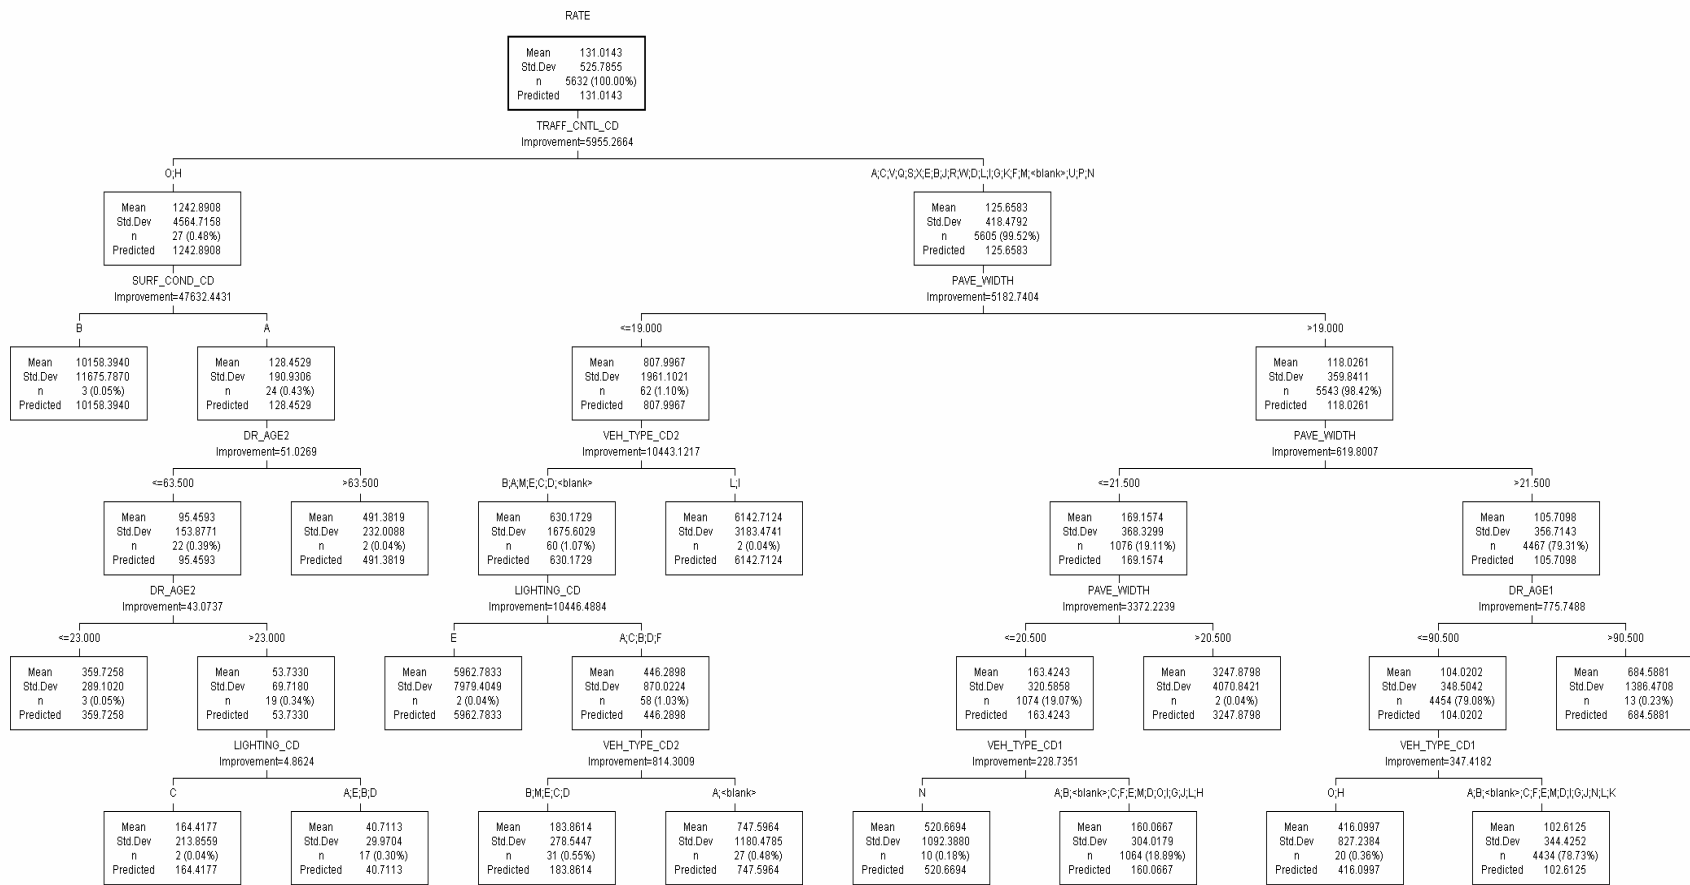 RATE
Mean 131.0143
Std.Dev 525.7855
n 5632 (100.00%)
Predicted 131.0143
TRAFF_CNTL_CD
Improvement=5955.2664
O;H
Mean 1242.8908
Std.Dev 4564.7158
n 27 (0.48%)
Predicted 1242.8908
SURF_COND_CD
Improvement=47632.4431
A;C;V;Q;S;X;E;B;J;R;W;D;L;I;G;K;F;M;<blank>;U;P;N
Mean 125.6583
Std.Dev 418.4792
n 5605 (99.52%)
Predicted 125.6583
PAVE_WIDTH
Improvement=5182.7404
B
Mean 10158.3940
Std.Dev 11675.7870
n 3 (0.05%)
Predicted 10158.3940
A
Mean 128.4529
Std.Dev 190.9306
n 24 (0.43%)
Predicted 128.4529
DR_AGE2
Improvement=51.0269
<=19.000
Mean 807.9967
Std.Dev 1961.1021
n 62 (1.10%)
Predicted 807.9967
VEH_TYPE_CD2
Improvement=10443.1217
>19.000
Mean 118.0261
Std.Dev 359.8411
n 5543 (98.42%)
Predicted 118.0261
PAVE_WIDTH
Improvement=619.8007
<=63.500
Mean 95.4593
Std.Dev 153.8771
n 22 (0.39%)
Predicted 95.4593
DR_AGE2
Improvement=43.0737
>63.500
Mean 491.3819
Std.Dev 232.0088
n 2 (0.04%)
Predicted 491.3819
B;A;M;E;C;D;<blank>
Mean 630.1729
Std.Dev 1675.6029
n 60 (1.07%)
Predicted 630.1729
LIGHTING_CD
Improvement=10446.4884
L;I
Mean 6142.7124
Std.Dev 3183.4741
n 2 (0.04%)
Predicted 6142.7124
<=21.500
Mean 169.1574
Std.Dev 368.3299
n 1076 (19.11%)
Predicted 169.1574
PAVE_WIDTH
Improvement=3372.2239
>21.500
Mean 105.7098
Std.Dev 356.7143
n 4467 (79.31%)
Predicted 105.7098
DR_AGE1
Improvement=775.7488
<=23.000
Mean 359.7258
Std.Dev 289.1020
n 3 (0.05%)
Predicted 359.7258
>23.000
Mean 53.7330
Std.Dev 69.7180
n 19 (0.34%)
Predicted 53.7330
LIGHTING_CD
Improvement=4.8624
E
Mean 5962.7833
Std.Dev 7979.4049
n 2 (0.04%)
Predicted 5962.7833
A;C;B;D;F
Mean 446.2898
Std.Dev 870.0224
n 58 (1.03%)
Predicted 446.2898
VEH_TYPE_CD2
Improvement=814.3009
<=20.500
Mean 163.4243
Std.Dev 320.5858
n 1074 (19.07%)
Predicted 163.4243
VEH_TYPE_CD1
Improvement=228.7351
>20.500
Mean 3247.8798
Std.Dev 4070.8421
n 2 (0.04%)
Predicted 3247.8798
<=90.500
Mean 104.0202
Std.Dev 348.5042
n 4454 (79.08%)
Predicted 104.0202
VEH_TYPE_CD1
Improvement=347.4182
>90.500
Mean 684.5881
Std.Dev 1386.4708
n 13 (0.23%)
Predicted 684.5881
C
Mean 164.4177
Std.Dev 213.8559
n 2 (0.04%)
Predicted 164.4177
A;E;B;D
Mean 40.7113
Std.Dev 29.9704
n 17 (0.30%)
Predicted 40.7113
B;M;E;C;D
Mean 183.8614
Std.Dev 278.5447
n 31 (0.55%)
Predicted 183.8614
A;<blank>
Mean 747.5964
Std.Dev 1180.4785
n 27 (0.48%)
Predicted 747.5964
N
Mean 520.6694
Std.Dev 1092.3880
n 10 (0.18%)
Predicted 520.6694
A;B;<blank>;C;F;E;M;D;O;I;G;J;L;H
Mean 160.0667
Std.Dev 304.0179
n 1064 (18.89%)
Predicted 160.0667
O;H
Mean 416.0997
Std.Dev 827.2384
n 20 (0.36%)
Predicted 416.0997
A;B;<blank>;C;F;E;M;D;I;G;J;N;L;K
Mean 102.6125
Std.Dev 344.4252
n 4434 (78.73%)
Predicted 102.6125